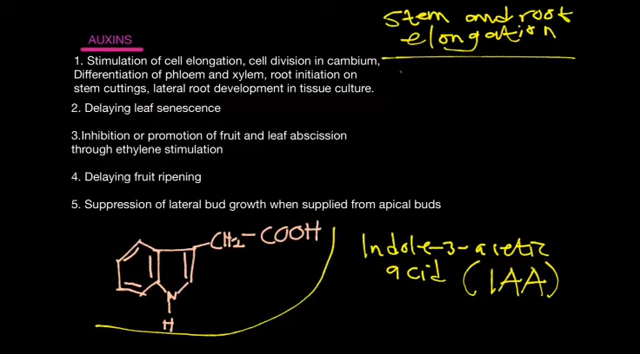 Stem and root
elongation
AUXINS
1. Stimulation of cell elongation, cell division in cambium,
Differentiation of phloem and xylem, root initiation on
stem cuttings, lateral root development in tissue culture.
2. Delaying leaf senescence
3.Inhibition or promotion of fruit and leaf abscission
through ethylene stimulation
4. Delaying fruit ripening
5. Suppression of lateral bud growth when supplied from apical buds
CH2-COOH
N
H
Indole-3-acetic
acid (IAA)